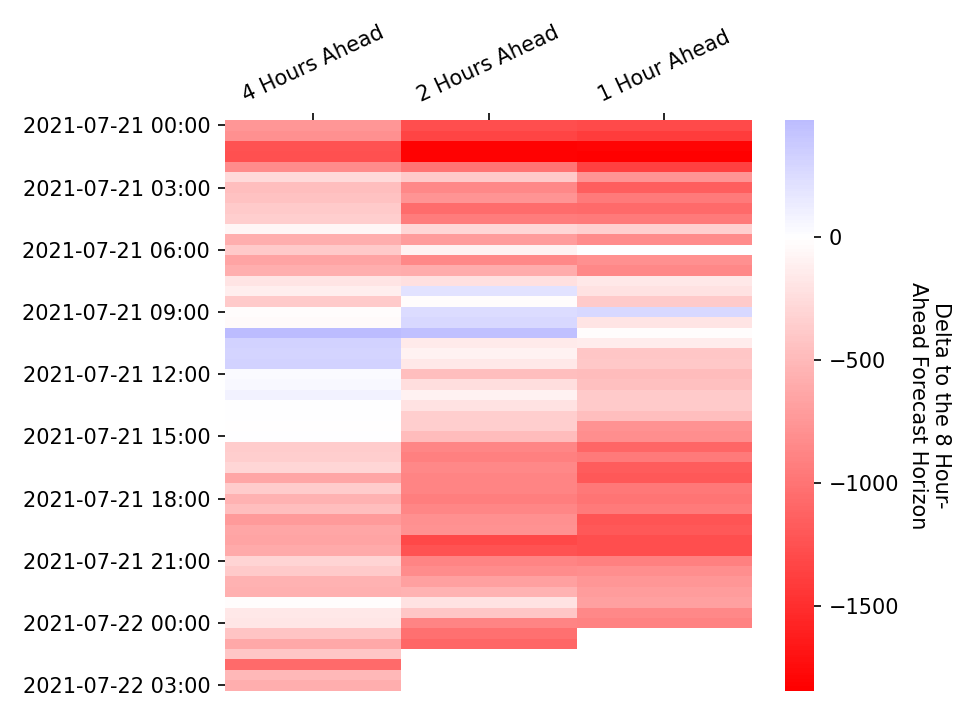 4 Hours Ahead
2 Hours Ahead
1 Hour Ahead
2021-07-21 00:00
2021-07-21 03:00
2021-07-21 06:00
2021-07-21 09:00
2021-07-21 12:00
2021-07-21 15:00
2021-07-21 18:00
2021-07-21 21:00
2021-07-22 00:00
2021-07-22 03:00
0
−500
−1000
−1500
Delta to the 8 Hour-
Ahead Forecast Horizon